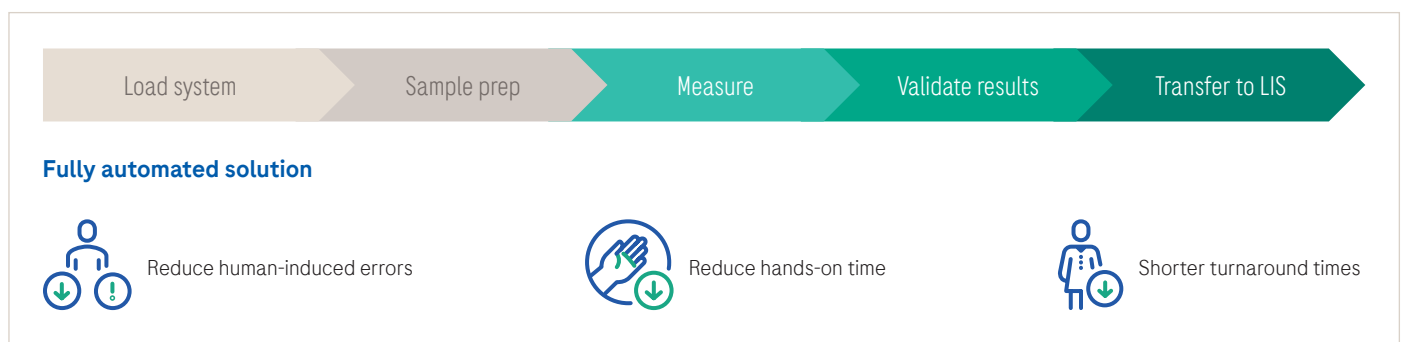 Load system
Sample prep
Measure
Validate results
Transfer to LIS
Fully automated solution
Reduce human-induced errors
Reduce hands-on time
Shorter turnaround times